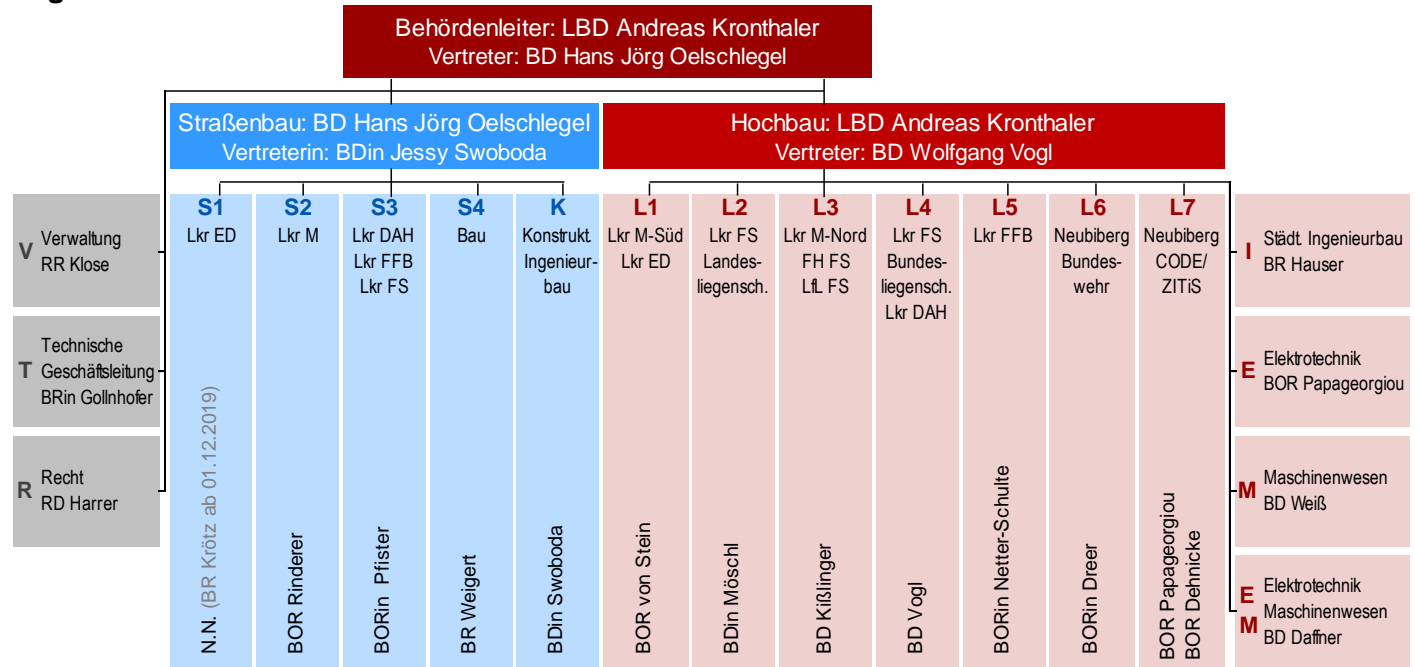 Behördenleiter: LBD Andreas Kronthaler
Vertreter: BD Hans Jörg Oelschlegel
Straßenbau: BD Hans Jörg Oelschlegel
Vertreterin: BDin Jessy Swoboda
Hochbau: LBD Andreas Kronthaler
Vertreter: BD Wolfgang Vogl
V
Verwaltung
RR Klose
T
Technische
Geschäftsleitung
BRin Gollnhofer
R
Recht
RD Harrer
S1
Lkr ED
N.N. (BR Krötz ab 01.12.2019)
S2
Lkr M
BOR Rinderer
S3
Lkr DAH
Lkr FFB
Lkr FS
BORin Pfister
S4
Bau
BR Weigert
K
Konstrukt.
Ingenieur-
bau
BDin Swoboda
L1
Lkr M-Süd
Lkr ED
BOR von Stein
L2
Lkr FS
Landes-
liegensch.
BDin Möschl
L3
Lkr M-Nord
FH FS
LfL FS
BD Kißlinger
L4
Lkr FS
Bundes-
liegensch.
Lkr DAH
BD Vogl
L5
Lkr FFB
BORin Netter-Schulte
L6
Neubiberg
Bundes-
wehr
BORin Dreer
L7
Neubiberg
CODE/
ZITiS
BOR Papageorgiou
BOR Dehnicke
I
Städt. Ingenieurbau
BR Hauser
E
Elektrotechnik
BOR Papageorgiou
M
Maschinenwesen
BD Weiß
E
M
Elektrotechnik
Maschinenwesen
BD Daffner